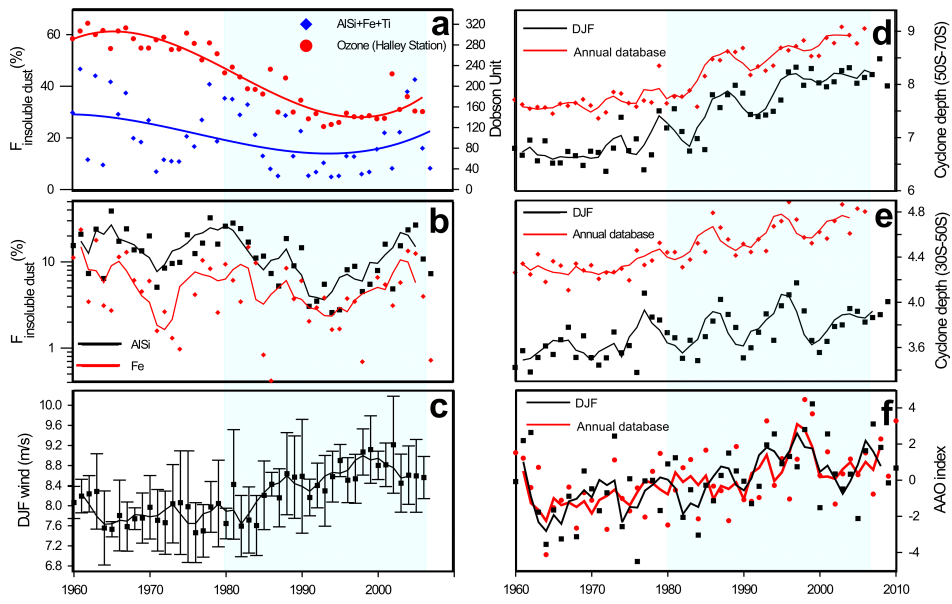 a
AlSi+Fe+Ti
Ozone (Halley Station)
F insoluble dust (%)
60
40
20
0
320
280
240
200
160
120
80
40
0
Dobson Unit
b
F insoluble dust (%)
10
1
AlSi
Fe
c
DJF wind (m/s)
10.0
9.6
9.2
8.8
8.4
8.0
7.6
7.2
6.8
1960
1970
1980
1990
2000
d
DJF
Annual database
9
8
7
6
Cyclone depth (50S-70S)
e
DJF
Annual database
4.8
4.4
4.0
3.6
Cyclone depth (30S-50S)
f
DJF
Annual database
4
2
0
-2
-4
AAO index
1960
1970
1980
1990
2000
2010